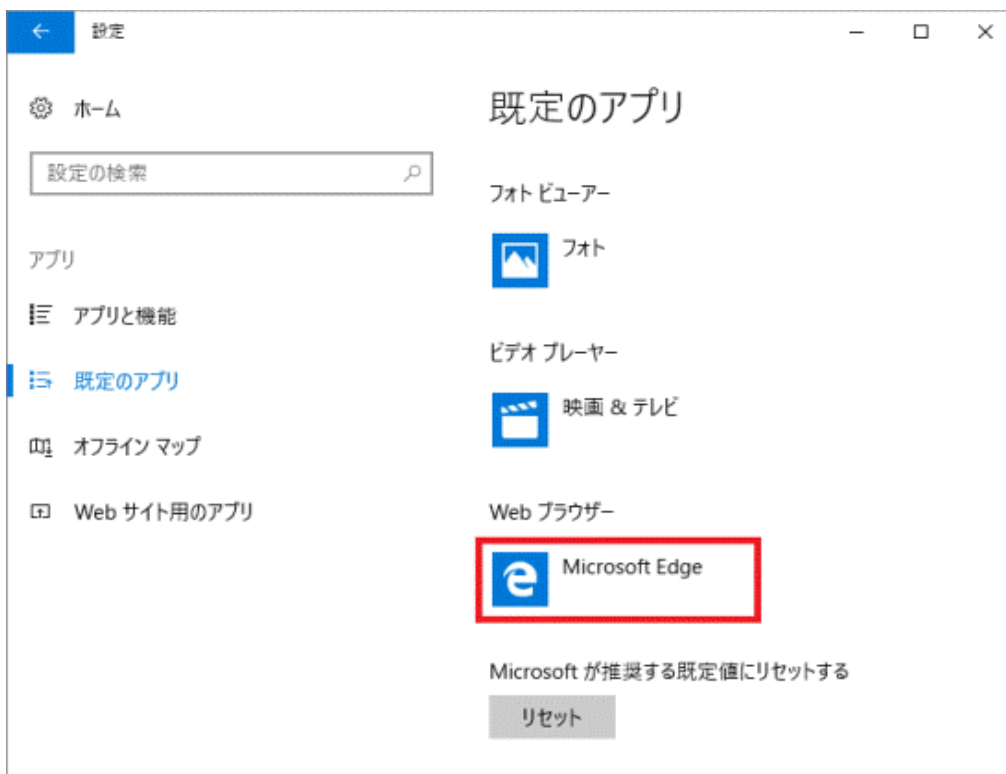 設定
ホーム
設定の検索
アプリ
アプリと機能
既定のアプリ
オフライン マップ
Web サイト用のアプリ
既定のアプリ
フォト ビューアー
フォト
ビデオ プレーヤー
映画 & テレビ
Web ブラウザー
Microsoft Edge
Microsoft が推奨する既定値にリセットする
リセット